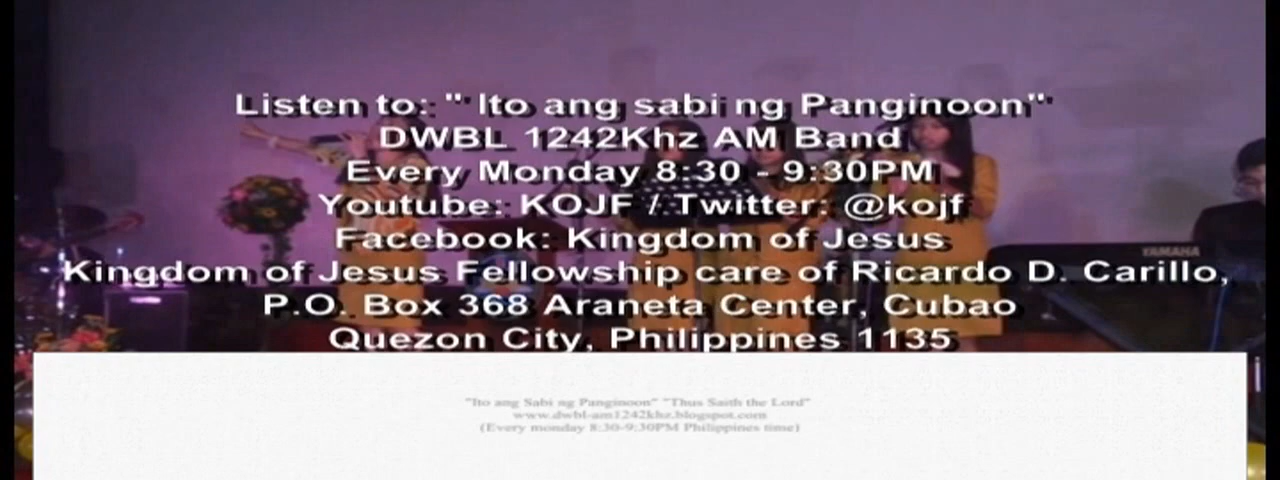 Listen to: " Ito ang sabi ng Panginoon"
DWBL 1242Khz AM Band
Every Monday 8:30 - 9:30PM
Youtube: KOJF / Twitter: @kojf
Facebook: Kingdom of Jesus
YAMAHA
Kingdom of Jesus Fellowship care of Ricardo D. Carillo,
P.O. Box 368 Araneta Center, Cubao
Quezon City, Philippines 1135
"Ito ang Sabi ng Panginoon" "Thus Saith the Lord"
www.dwbl-am1242khz.blogspot.com
(Every monday 8:30-9:30PM Philippines time)